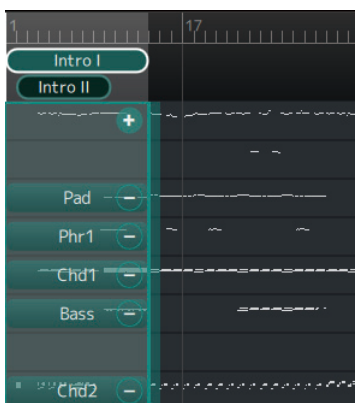 1 17
Intro I
Intro II
+
Pad −
Phr1 −
Chd1 −
Bass −
Chd2 −